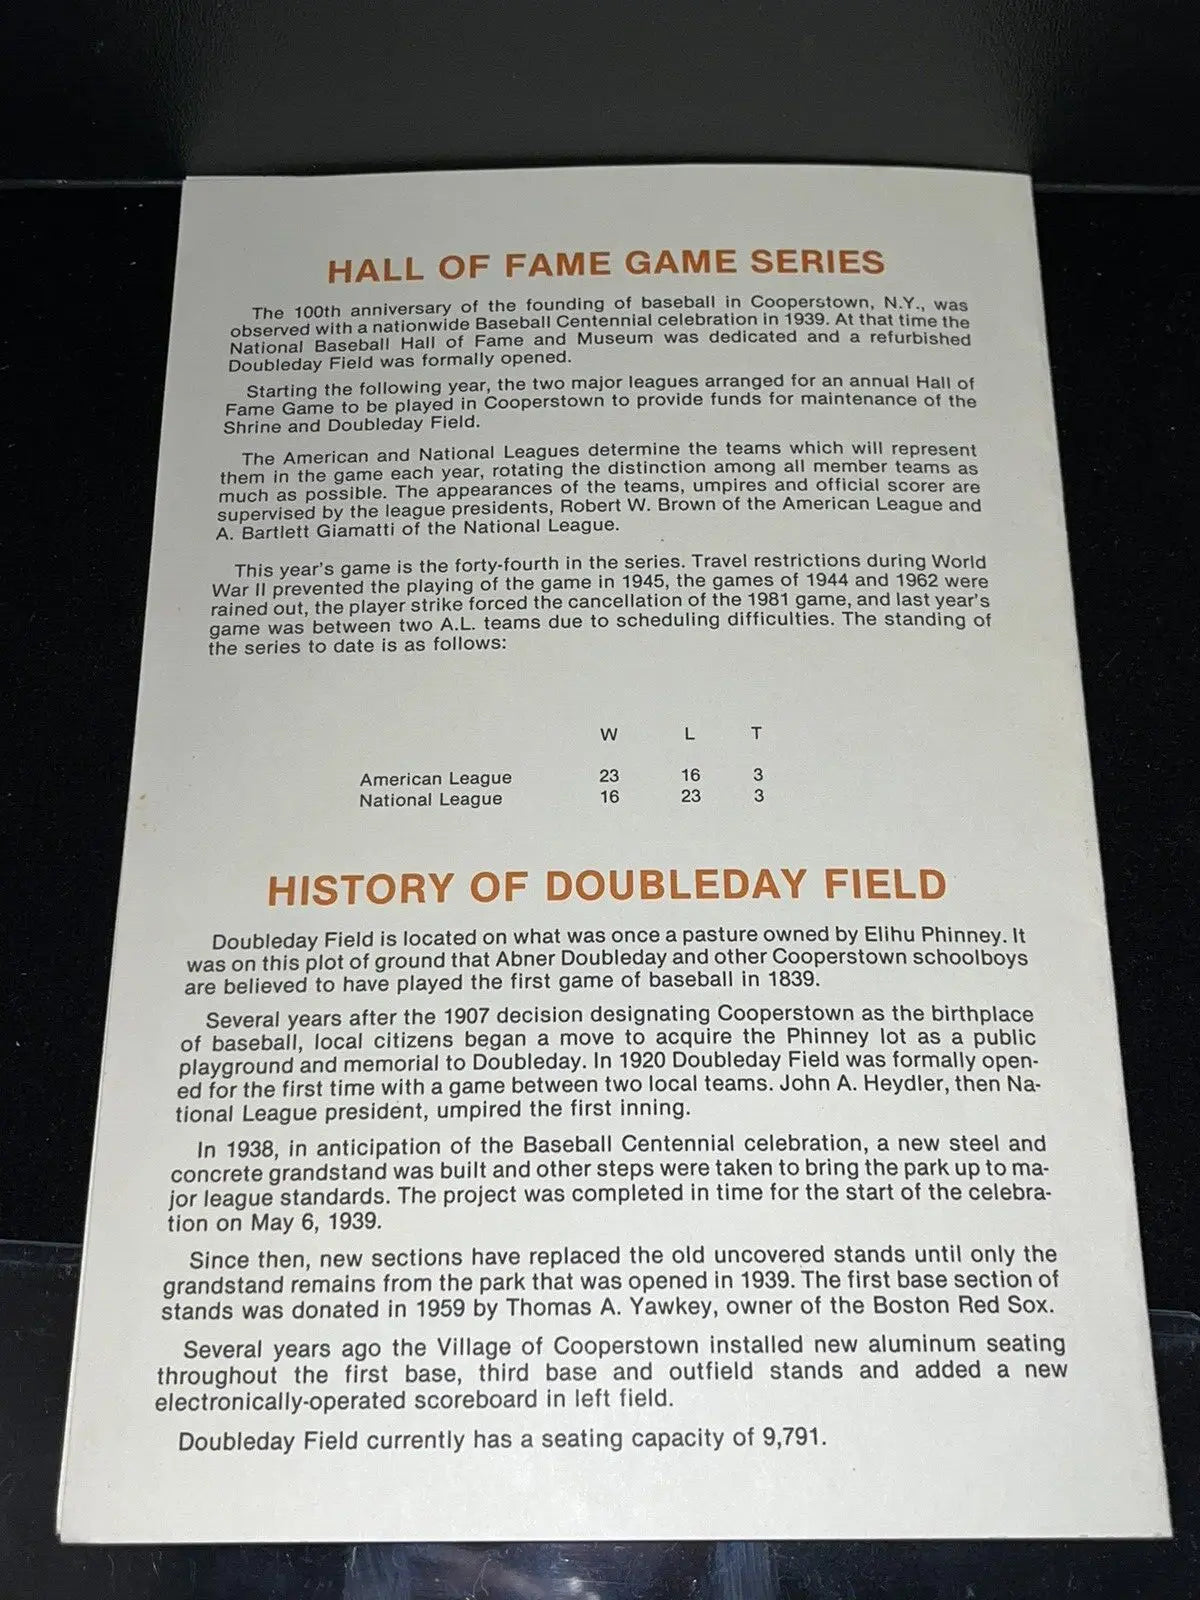 HALL OF FAME GAME SERIES
The 100th anniversary of the founding of baseball in Cooperstown, N.Y., was
observed with a nationwide Baseball Centennial celebration in 1939. At that time the
National Baseball Hall of Fame and Museum was dedicated and a refurbished
Doubleday Field was formally opened.
Starting the following year, the two major leagues arranged for an annual Hall of
Fame Game to be played in Cooperstown to provide funds for maintenance of the
Shrine and Doubleday Field.
The American and National Leagues determine the teams which will represent
them in the game each year, rotating the distinction among all member teams as
much as possible. The appearances of the teams, umpires and official scorer are
supervised by the league presidents, Robert W. Brown of the American League and
A. Bartlett Giamatti of the National League.
This year's game is the forty-fourth in the series. Travel restrictions during World
War II prevented the playing of the game in 1945, the games of 1944 and 1962 were
rained out, the player strike forced the cancellation of the 1981 game, and last year's
game was between two A.L. teams due to scheduling difficulties. The standing of
the series to date is as follows:
W L T
American League 23 16 3
National League 16 23 3
HISTORY OF DOUBLEDAY FIELD
Doubleday Field is located on what was once a pasture owned by Elihu Phinney. It
was on this plot of ground that Abner Doubleday and other Cooperstown schoolboys
are believed to have played the first game of baseball in 1839.
Several years after the 1907 decision designating Cooperstown as the birthplace
of baseball, local citizens began a move to acquire the Phinney lot as a public
playground and memorial to Doubleday. In 1920 Doubleday Field was formally open-
ed for the first time with a game between two local teams. John A. Heydler, then Na-
tional League president, umpired the first inning.
In 1938, in anticipation of the Baseball Centennial celebration, a new steel and
concrete grandstand was built and other steps were taken to bring the park up to ma-
jor league standards. The project was completed in time for the start of the celebra-
tion on May 6, 1939.
Since then, new sections have replaced the old uncovered stands until only the
grandstand remains from the park that was opened in 1939. The first base section of
stands was donated in 1959 by Thomas A. Yawkey, owner of the Boston Red Sox.
Several years ago the Village of Cooperstown installed new aluminum seating
throughout the first base, third base and outfield stands and added a new
electronically-operated scoreboard in left field.
Doubleday Field currently has a seating capacity of 9,791.